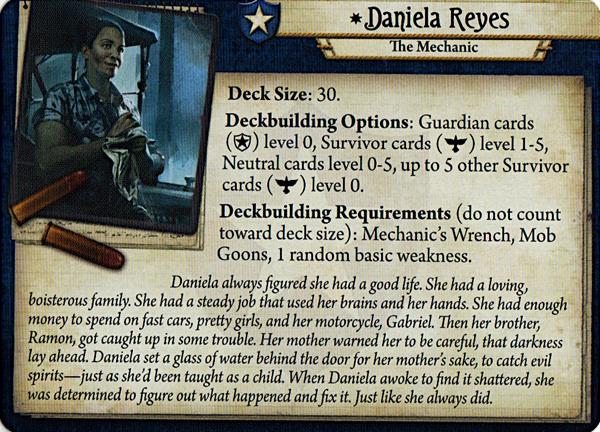 *Daniela Reyes
The Mechanic
Deck Size: 30.
Deckbuilding Options: Guardian cards
() level 0, Survivor cards () level 1-5,
Neutral cards level 0-5, up to 5 other Survivor
cards () level 0.
Deckbuilding Requirements (do not count
toward deck size): Mechanic's Wrench, Mob
Goons, 1 random basic weakness.
Daniela always figured she had a good life. She had a loving,
boisterous family. She had a steady job that used her brains and her hands. She had enough
money to spend on fast cars, pretty girls, and her motorcycle, Gabriel. Then her brother,
Ramon, got caught up in some trouble. Her mother warned her to be careful, that darkness
lay ahead. Daniela set a glass of water behind the door for her mother's sake, to catch evil
spirits—just as she'd been taught as a child. When Daniela awoke to find it shattered, she
was determined to figure out what happened and fix it. Just like she always did.